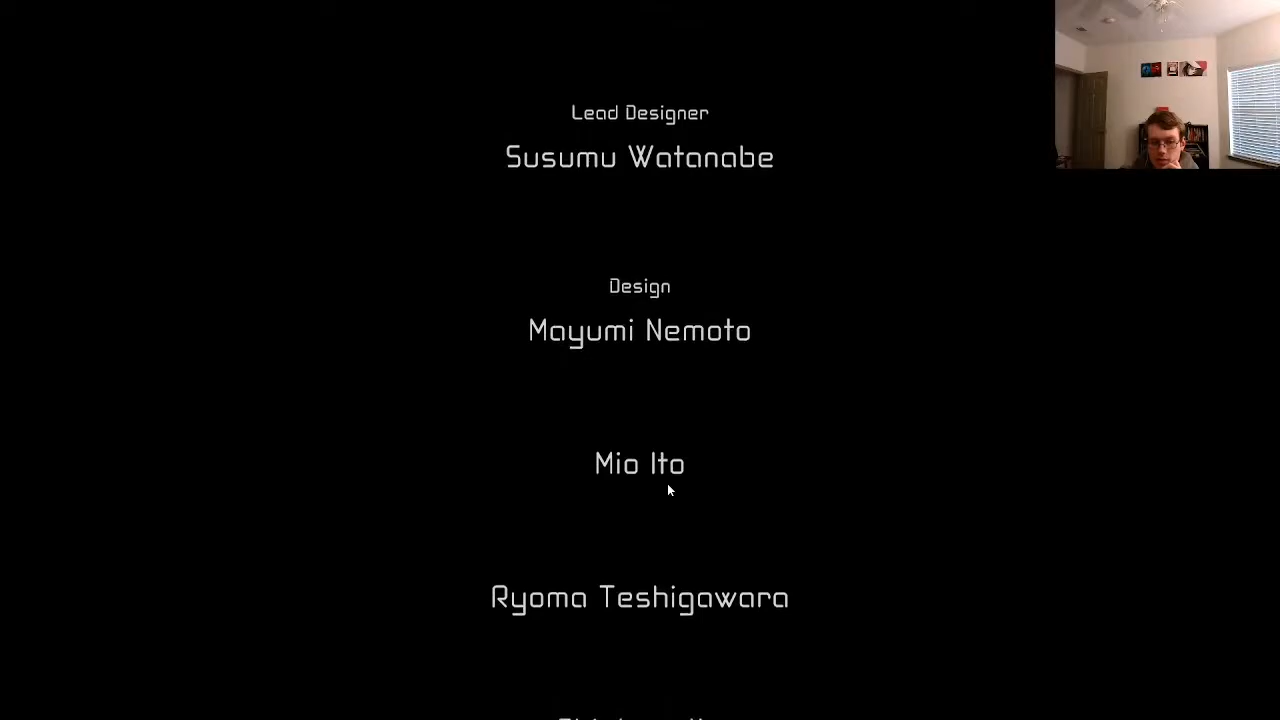 Lead Designer
Susumu Watanabe
Design
Mayumi Nemoto
Mio Ito
Ryoma Teshigawara